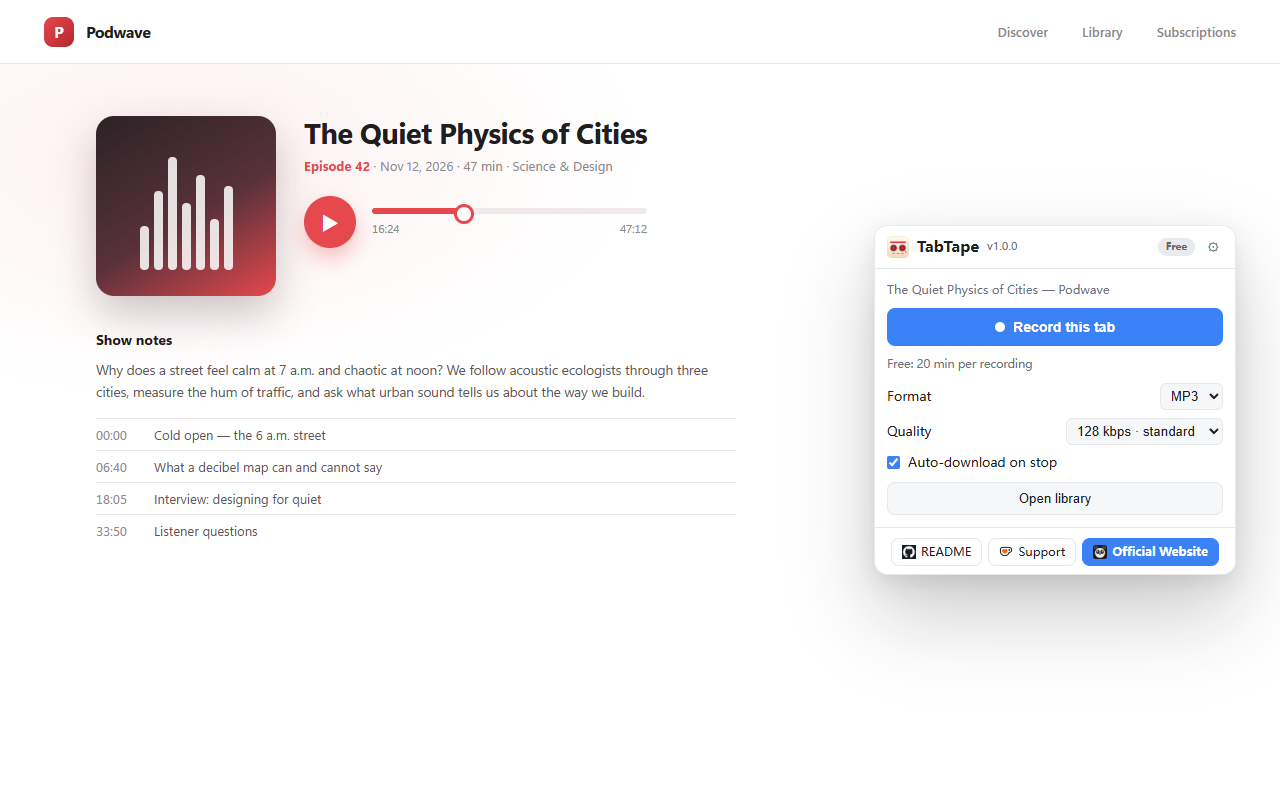 P Podwave
Discover Library Subscriptions
The Quiet Physics of Cities
Episode 42 · Nov 12, 2026 · 47 min · Science & Design
16:24 47:12
Show notes
Why does a street feel calm at 7 a.m. and chaotic at noon? We follow acoustic ecologists through three
cities, measure the hum of traffic, and ask what urban sound tells us about the way we build.
00:00 Cold open — the 6 a.m. street
06:40 What a decibel map can and cannot say
18:05 Interview: designing for quiet
33:50 Listener questions
TabTape v1.0.0 Free
The Quiet Physics of Cities — Podwave
Record this tab
Free: 20 min per recording
Format MP3
Quality 128 kbps · standard
Auto-download on stop
Open library
README Support Official Website